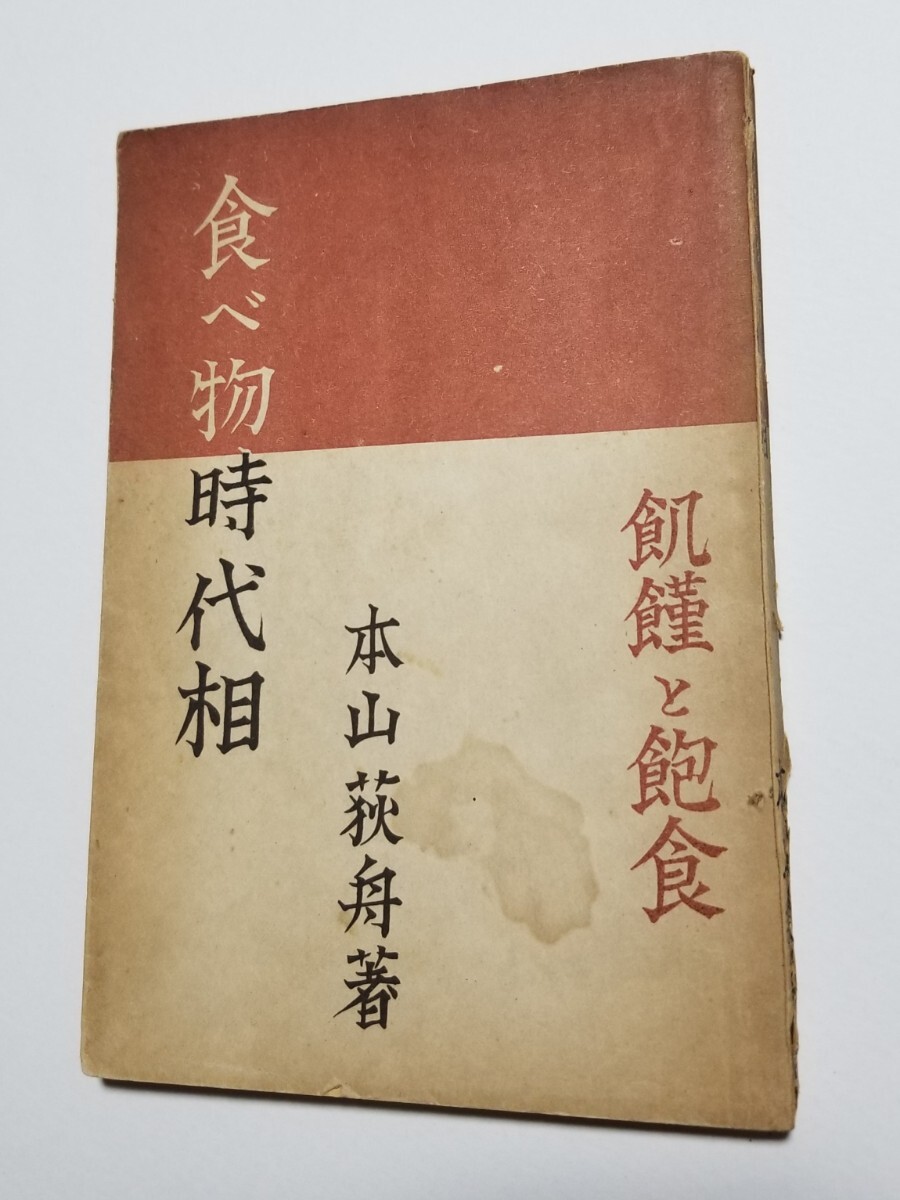 飢饉と飽食
本山荻舟著
食べ物時代相